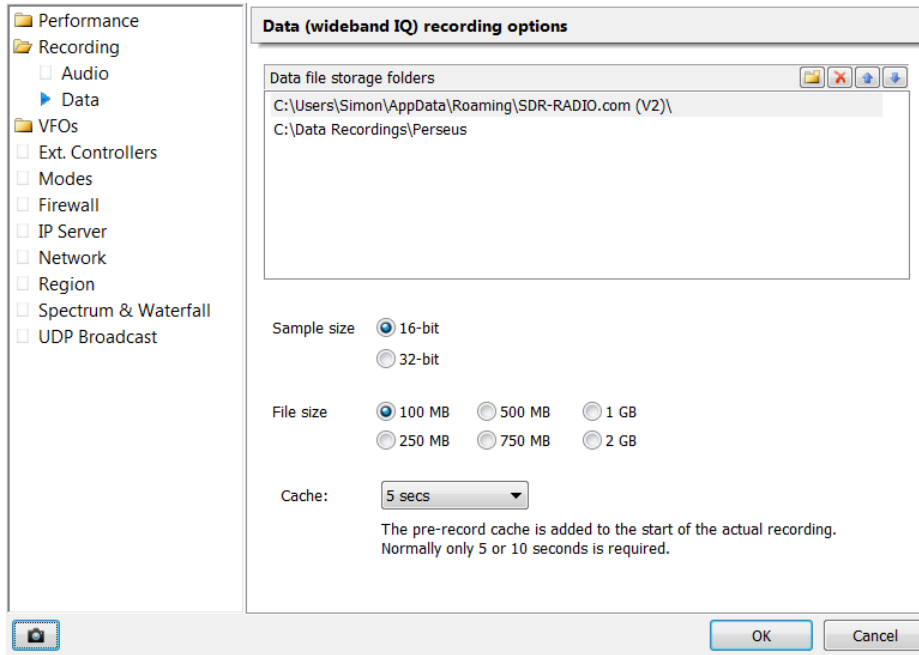 Performance
Recording
Audio
Data
VFOs
Ext. Controllers
Modes
Firewall
IP Server
Network
Region
Spectrum & Waterfall
UDP Broadcast
Data (wideband IQ) recording options
Data file storage folders
C:\Users\Simon\AppData\Roaming\SDR-RADIO.com (V2)\
C:\Data Recordings\Perseus
Sample size 16-bit
32-bit
File size 100 MB 500 MB 1 GB
250 MB 750 MB 2 GB
Cache: 5 secs
The pre-record cache is added to the start of the actual recording.
Normally only 5 or 10 seconds is required.
OK Cancel